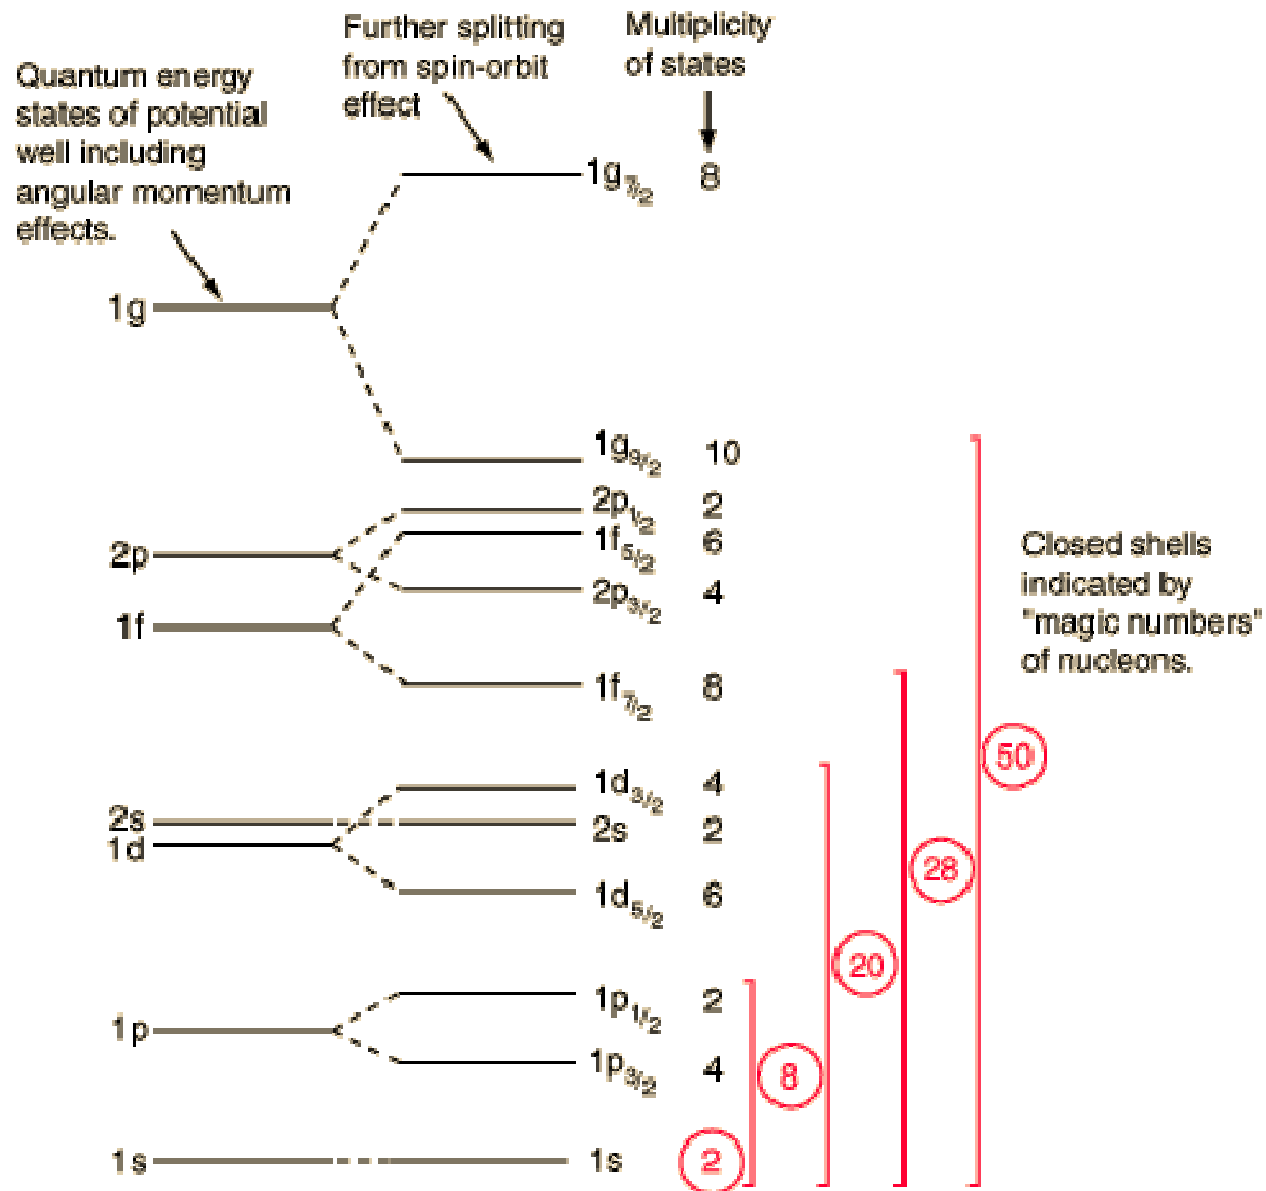 Further splitting
from spin-orbit
effect
Multiplicity
of states
Quantum energy
states of potential
well including
angular momentum
effects.
1g7/2 8
1g
1g9/2 10
2p1/2 2
1f5/2 6
2p
2p3/2 4
1f
1f7/2 8
Closed shells
indicated by
"magic numbers"
of nucleons.
50
1d3/2 4
2s
2s 2
1d
1d5/2 6
28
20
1p1/2 2
1p
1p3/2 4
8
1s
1s 2